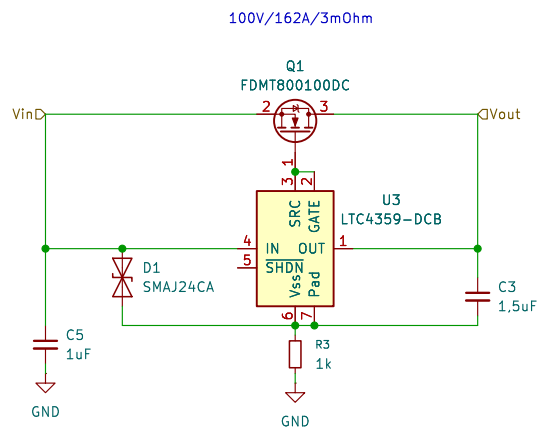 100V/162A/3mOhm
Q1
FDMT800100DC
Vin
2
3
Vout
1
3
2
U3
LTC4359-DCB
SRC
GATE
4
IN
OUT
1
5
SHDN
D1
SMAJ24CA
Vss
Pad
C3
1,5uF
6
7
C5
1uF
R3
1k
GND
GND